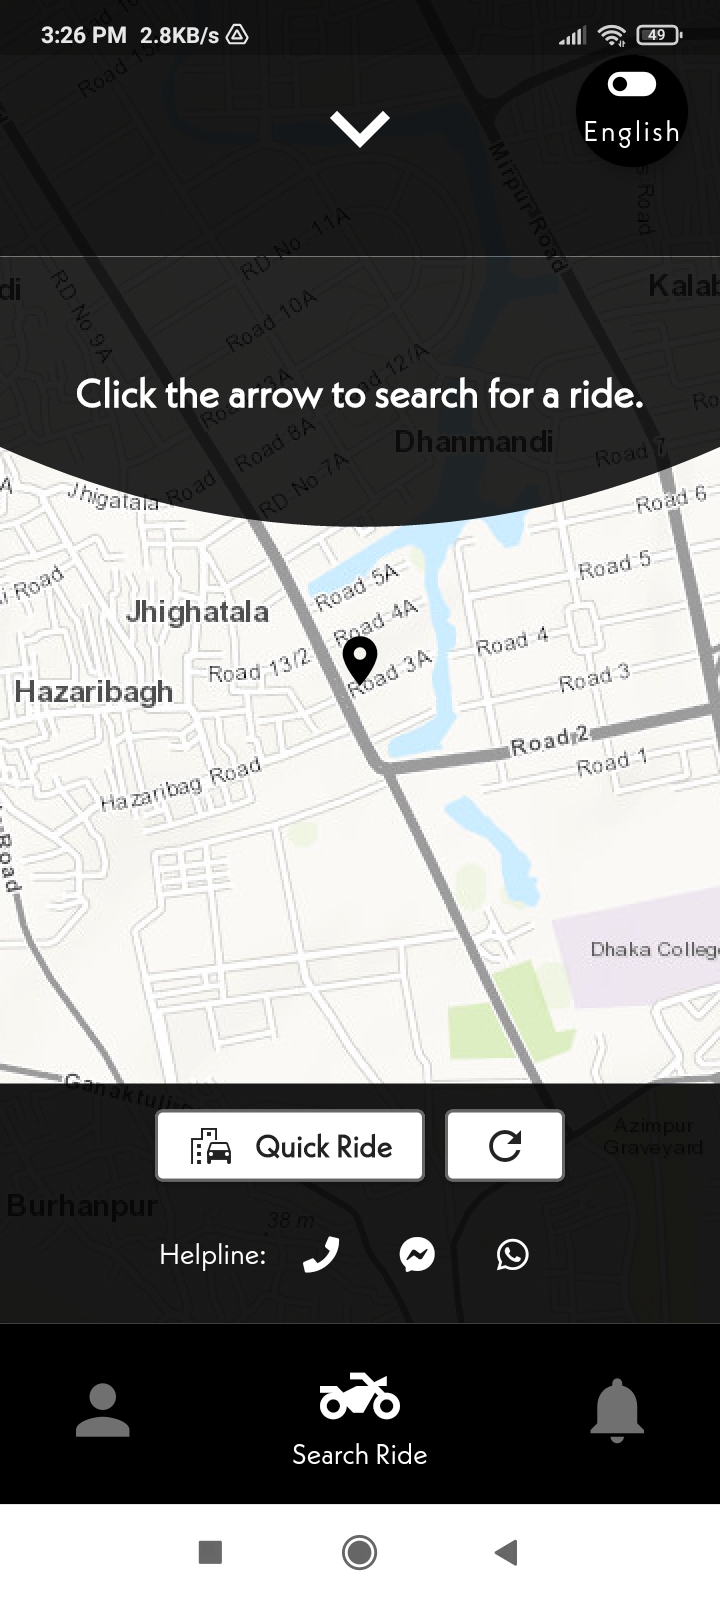 3:26 PM 2.8KB/s
49
English
Mirpur Road
RD No 11A
Road 10A
RD No 9A
di
Kalab
Click the arrow to search for a ride.
Road 8A
RD No 7A
Dhanmandi
Road 7
Jhigatala Road
Road 6
Road 5
Road 5A
Road 4A
Jhighatala
Road 4
Road 13/2
Road 3A
Road 3
Hazaribagh
Road 2
Road 1
Hazaribag Road
Road
Dhaka College
Azimpur
Graveyard
Quick Ride
Burhanpur
38 m
Helpline:
Search Ride